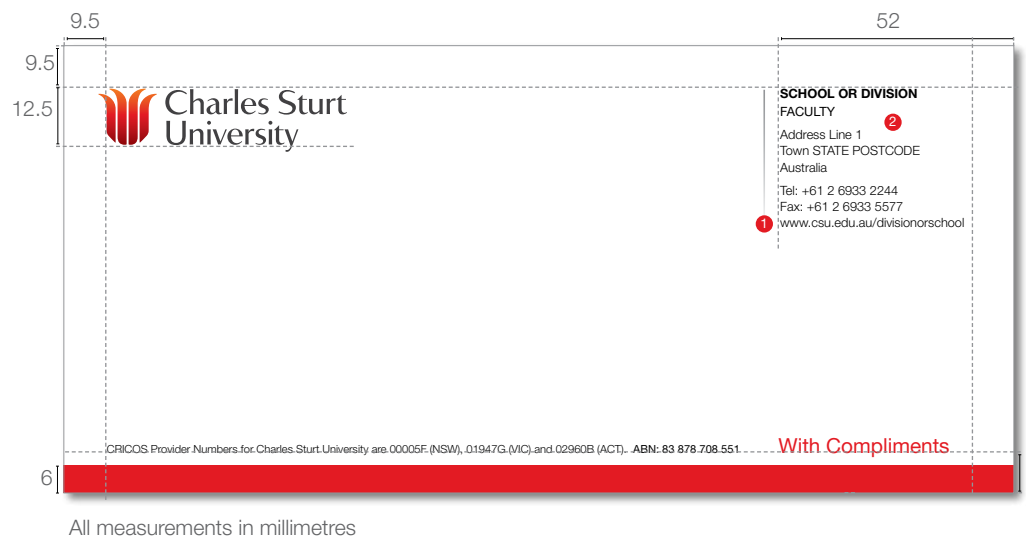 9.5
52
9.5
12.5
Charles Sturt
University
SCHOOL OR DIVISION
FACULTY
2
Address Line 1
Town STATE POSTCODE
Australia
Tel: +61 2 6933 2244
Fax: +61 2 6933 5577
1
www.csu.edu.au/divisionorschool
CRICOS Provider Numbers for Charles Sturt University are 00005F (NSW), 01947G (VIC) and 02960B (ACT). ABN: 83 878 708 551
With Compliments
6
All measurements in millimetres